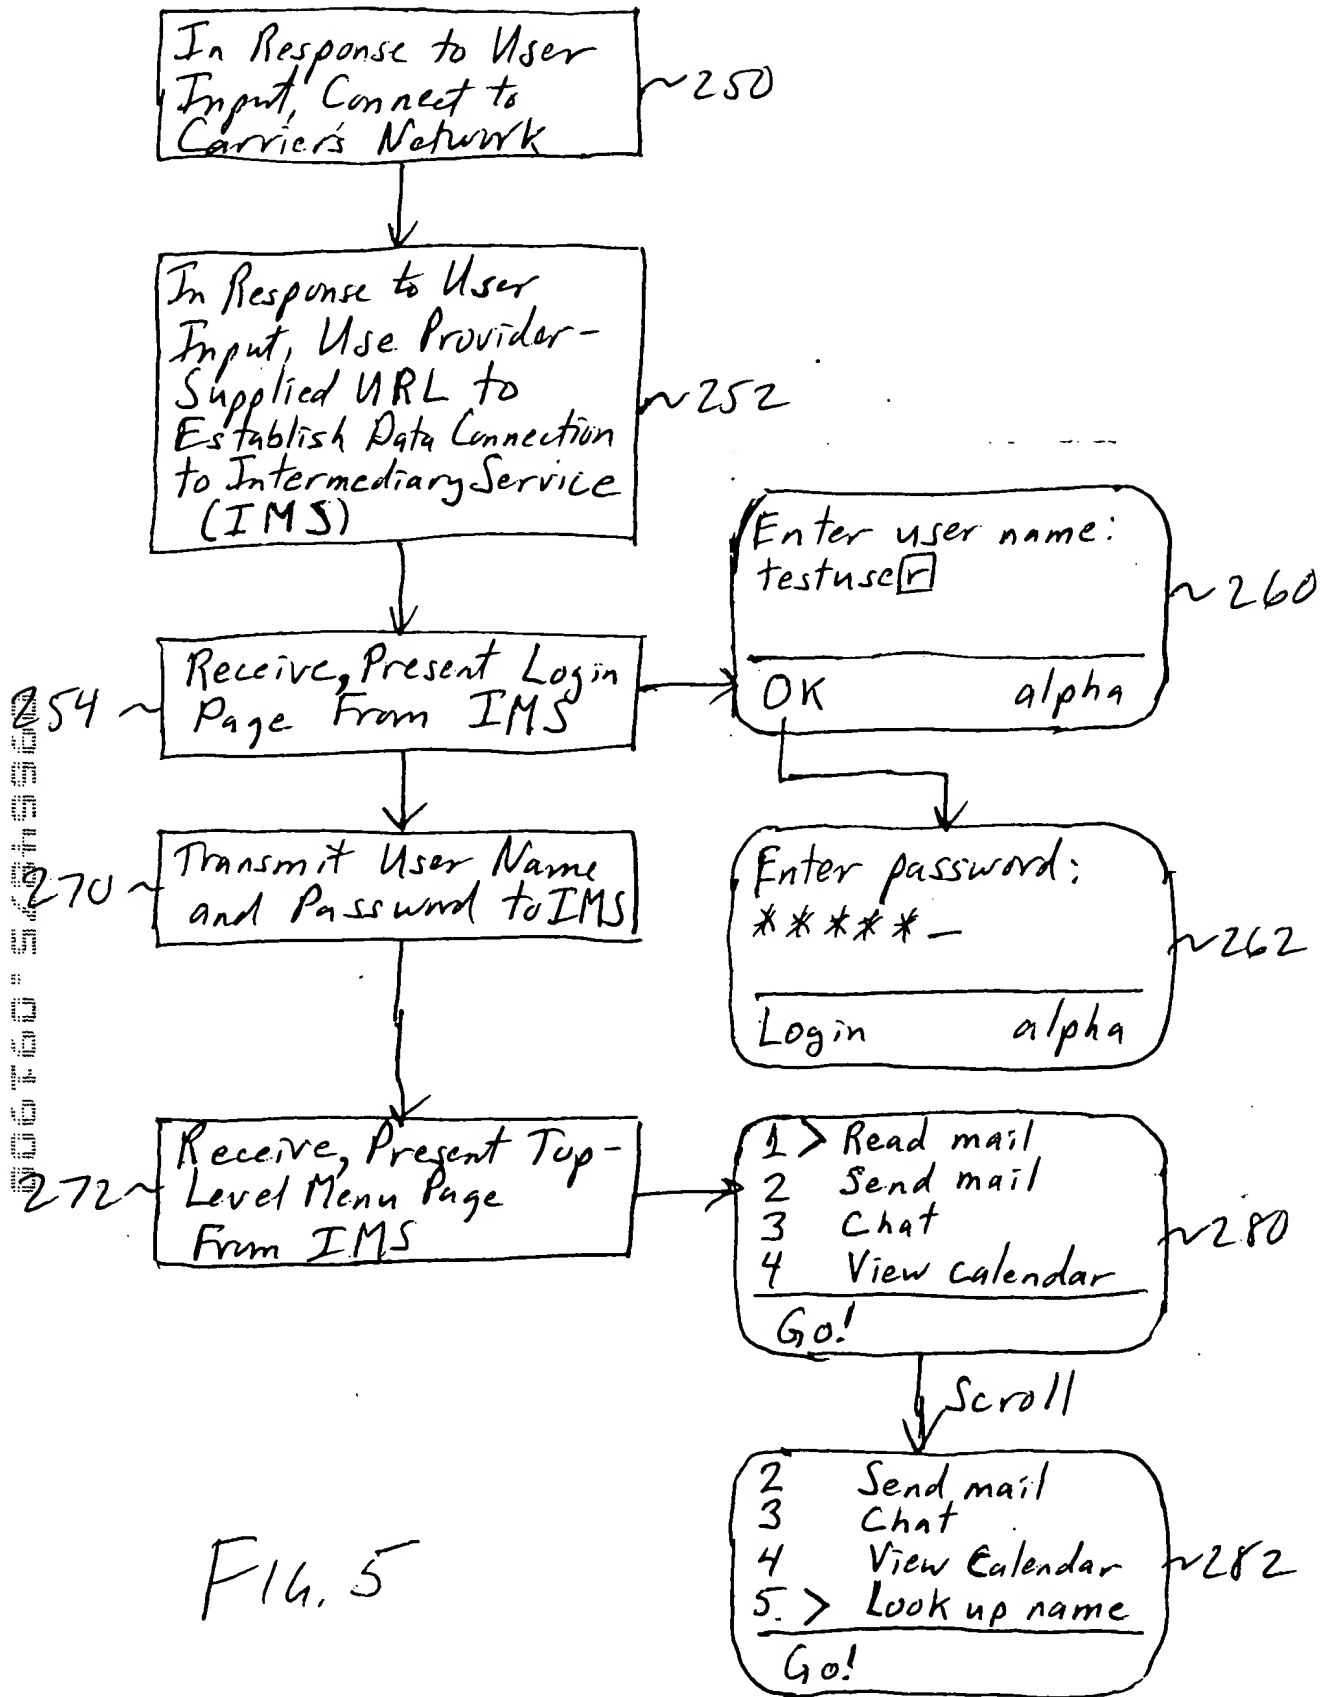 In Response to User
Input, Connect to
Carrier's Network
~250
In Response to User
Input, Use Provider-
Supplied URL to
Establish Data Connection
to Intermediary Service
(IMS)
~252
254 ~
Receive, Present Login
Page From IMS
Enter user name:
testuser
OK alpha
~260
270 ~
Transmit User Name
and Password to IMS
Enter password:
*****_
Login alpha
~262
272 ~
Receive, Present Top-
Level Menu Page
From IMS
1 > Read mail
2 Send mail
3 Chat
4 View calendar
Go!
~280
Scroll
2 Send mail
3 Chat
4 View Calendar
5. > Look up name
Go!
~282
FIG. 5